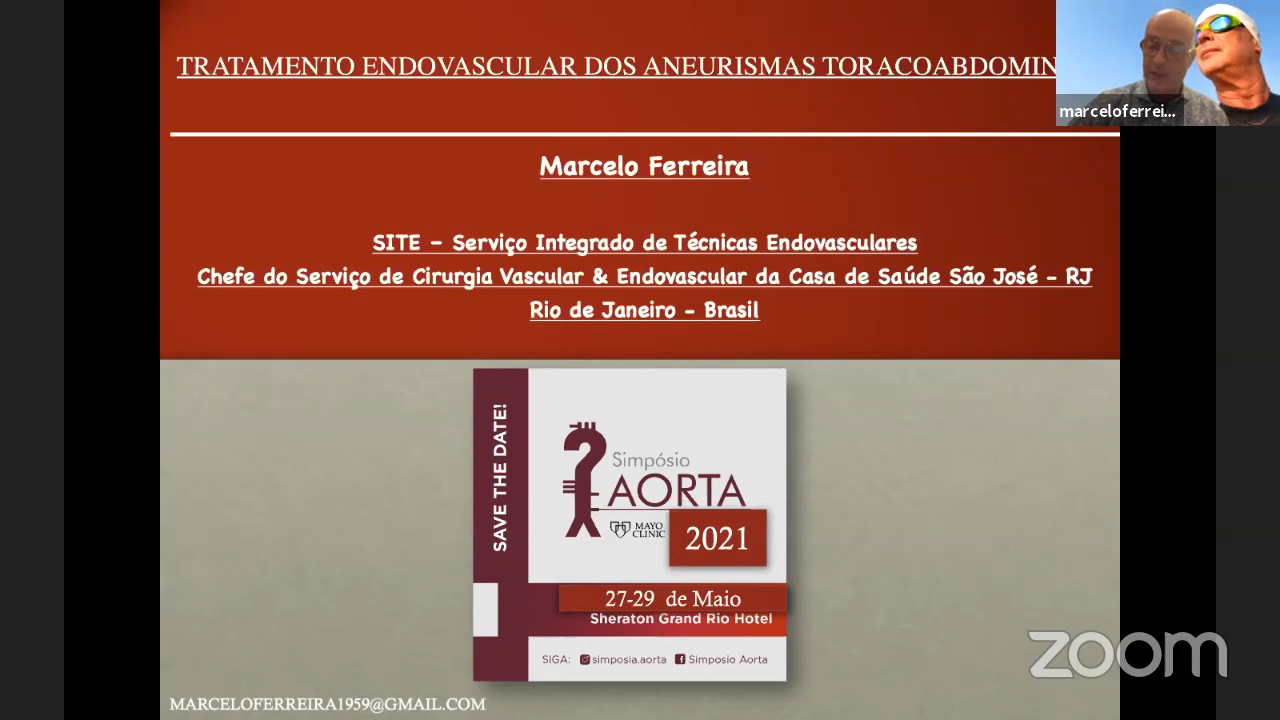 TRATAMENTO ENDOVASCULAR DOS ANEURISMAS TORACOABDOMIN
marceloferrei...
Marcelo Ferreira
SITE – Serviço Integrado de Técnicas Endovasculares
Chefe do Serviço de Cirurgia Vascular & Endovascular da Casa de Saúde São José - RJ
Rio de Janeiro - Brasil
SAVE THE DATE!
Simpósio
AORTA
MAYO
CLINIC
2021
27-29 de Maio
Sheraton Grand Rio Hotel
SIGA: simposia.aorta Simposio Aorta
zoom
MARCELOFERREIRA1959@GMAIL.COM